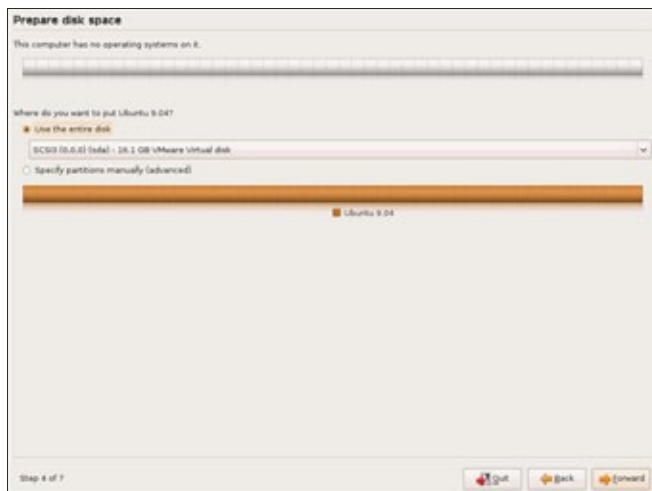 Prepare disk space
This computer has no operating systems on it.
Where do you want to put Ubuntu 9.04?
Use the entire disk
SCSI3 (0,0,0) (sda) - 16.1 GB VMware Virtual disk
Specify partitions manually (advanced)
Ubuntu 9.04
Step 4 of 7
Quit
Back
Forward